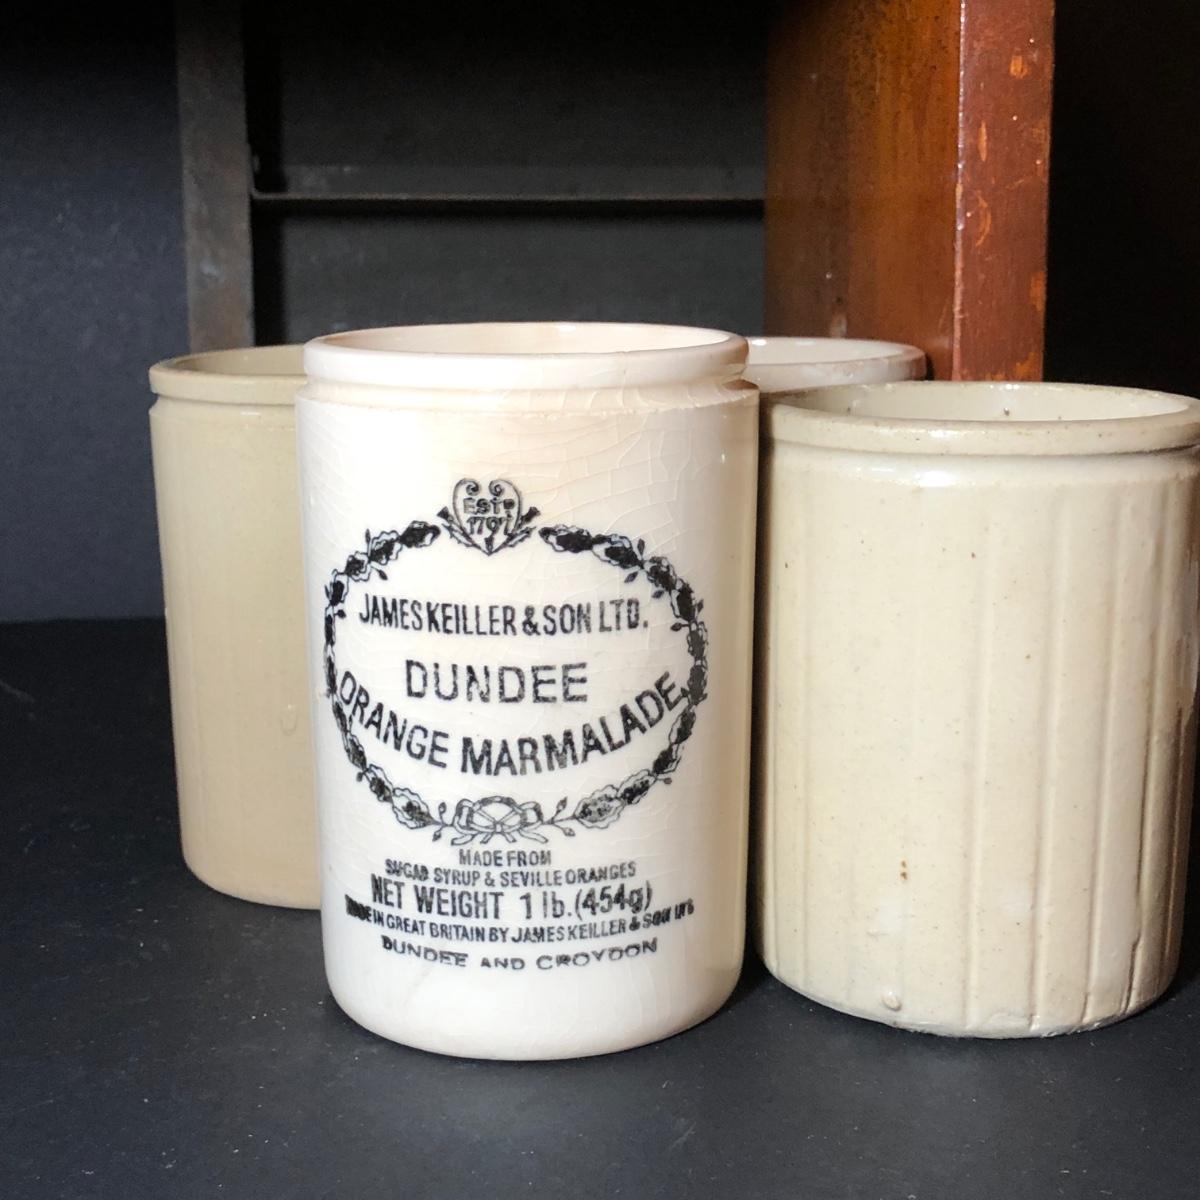 ESTD
1797
JAMES KEILLER & SON LTD.
DUNDEE
ORANGE MARMALADE
MADE FROM
SUGAR SYRUP & SEVILLE ORANGES
NET WEIGHT 1 lb. (454g)
MADE IN GREAT BRITAIN BY JAMES KEILLER & SON LTD
DUNDEE AND CROYDON